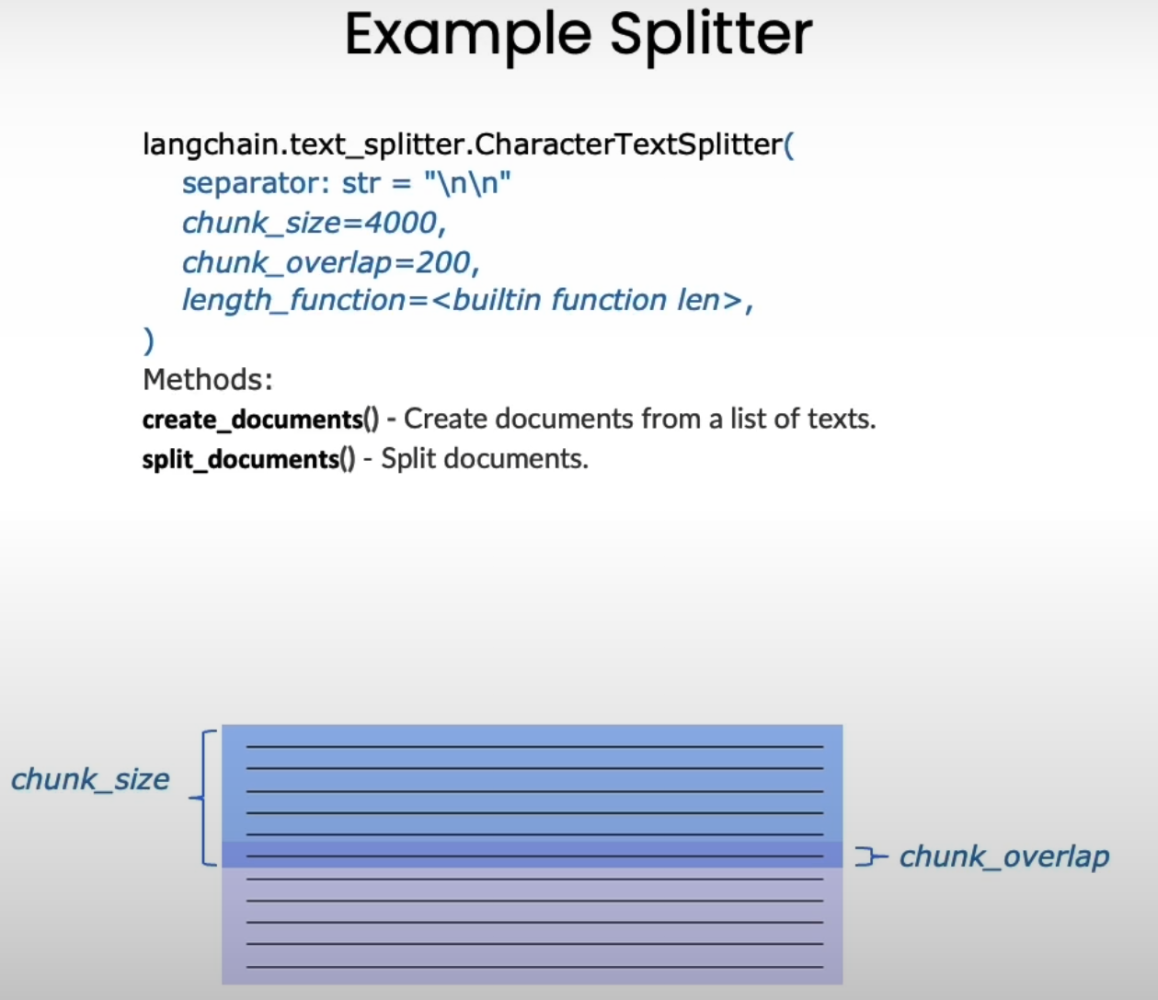 Example Splitter
langchain.text_splitter.CharacterTextSplitter(
separator: str = "\n\n"
chunk_size=4000,
chunk_overlap=200,
length_function=<builtin function len>,
)
Methods:
create_documents() - Create documents from a list of texts.
split_documents() - Split documents.
chunk_size
chunk_overlap